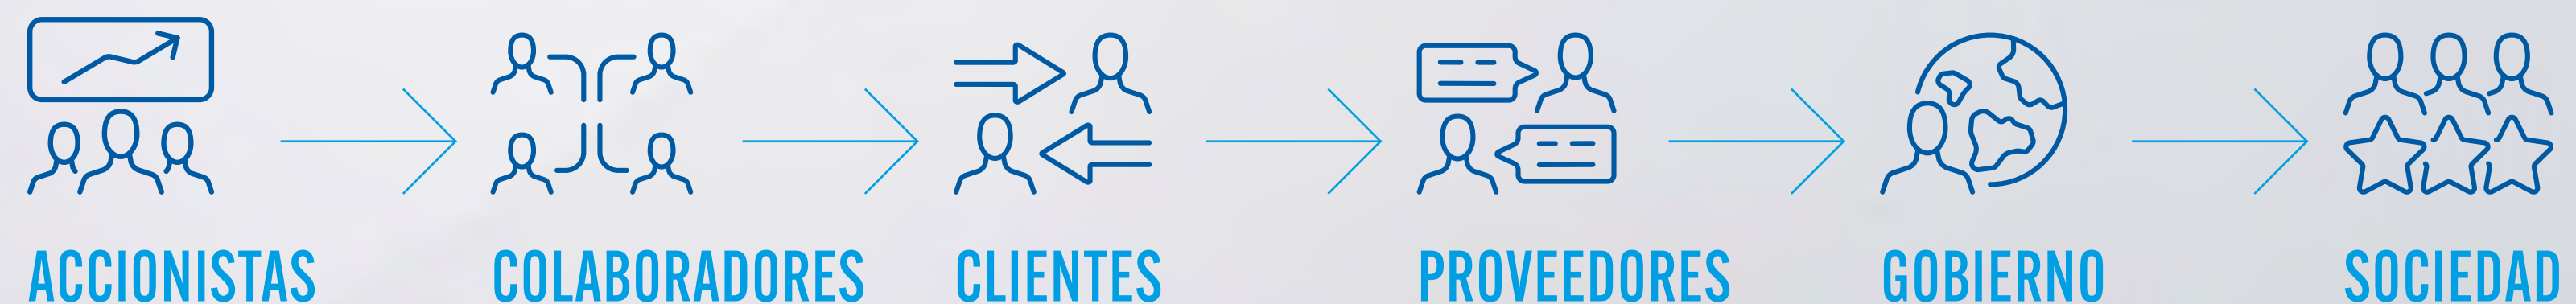 ACCIONISTAS
COLABORADORES
CLIENTES
PROVEEDORES
GOBIERNO
SOCIEDAD